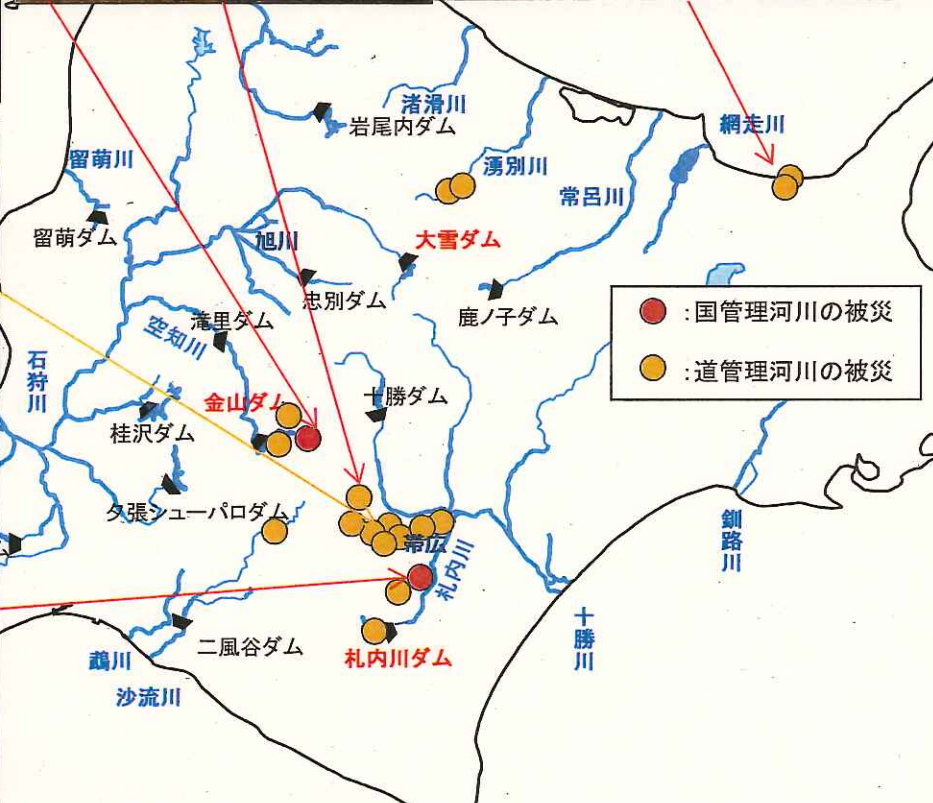 渚滑川
岩尾内ダム
網走川
留萌川
湧別川
常呂川
留萌ダム
旭川
大雪ダム
忠別ダム
鹿ノ子ダム
:国管理河川の被災
:道管理河川の被災
滝里ダム
空知川
石狩川
金山ダム
十勝ダム
桂沢ダム
夕張シューパロダム
帯広
札内川
釧路川
ム
二風谷ダム
札内川ダム
十勝川
鵡川
沙流川